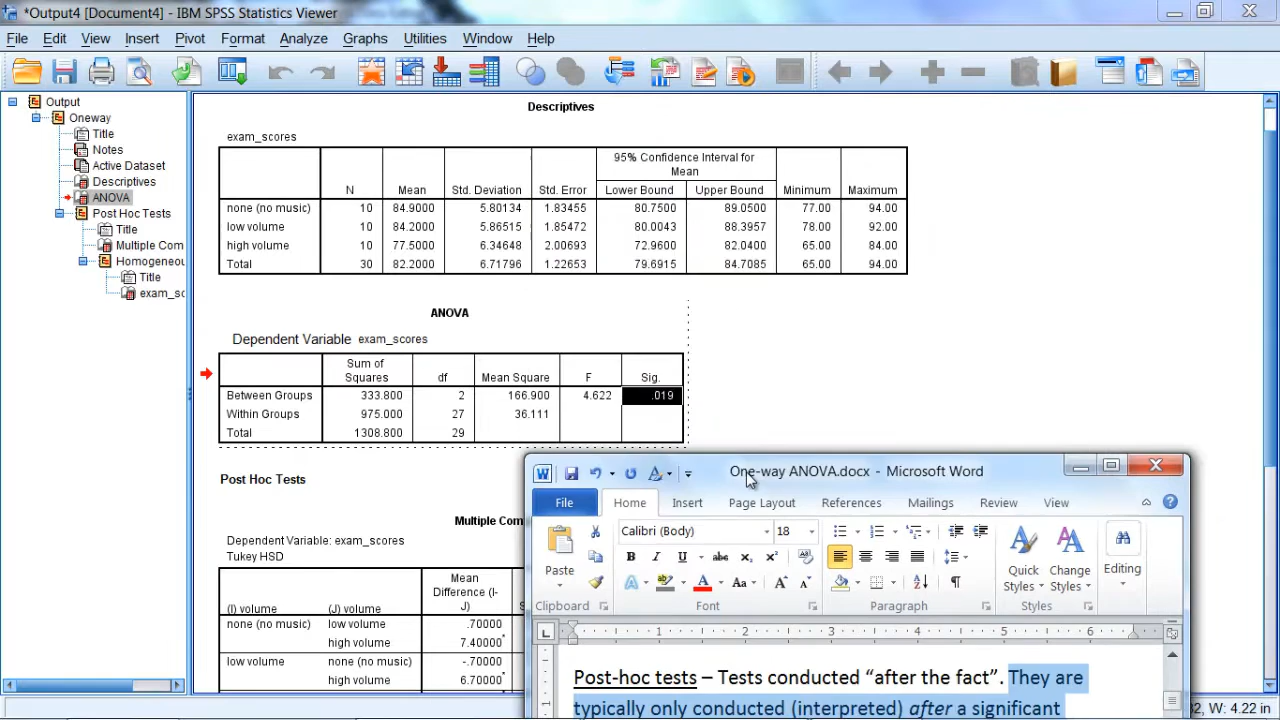 *Output4 [Document4] - IBM SPSS Statistics Viewer
File Edit View Insert Pivot Format Analyze Graphs Utilities Window Help
Output
Oneway
Title
Notes
Active Dataset
Descriptives
ANOVA
Post Hoc Tests
Title
Multiple Com
Homogeneou
Title
exam_sc
Descriptives
exam_scores
95% Confidence Interval for
Mean
N Mean Std. Deviation Std. Error Lower Bound Upper Bound Minimum Maximum
none (no music) 10 84.9000 5.80134 1.83455 80.7500 89.0500 77.00 94.00
low volume 10 84.2000 5.86515 1.85472 80.0043 88.3957 78.00 92.00
high volume 10 77.5000 6.34648 2.00693 72.9600 82.0400 65.00 84.00
Total 30 82.2000 6.71796 1.22653 79.6915 84.7085 65.00 94.00
ANOVA
Dependent Variable exam_scores
Sum of
Squares df Mean Square F Sig.
Between Groups 333.800 2 166.900 4.622 .019
Within Groups 975.000 27 36.111
Total 1308.800 29
Post Hoc Tests
Multiple Com
Dependent Variable: exam_scores
Tukey HSD
Mean
Difference (I-
(I) volume (J) volume J)
none (no music) low volume .70000
high volume 7.40000*
low volume none (no music) -.70000
high volume 6.70000*
One-way ANOVA.docx - Microsoft Word
File Home Insert Page Layout References Mailings Review View
Calibri (Body) 18
Paste
Quick
Styles
Change
Styles
Editing
Clipboard Font Paragraph Styles
1 2 3 4 5 6
Post-hoc tests – Tests conducted “after the fact”. They are
typically only conducted (interpreted) after a significant
82, W: 4.22 in